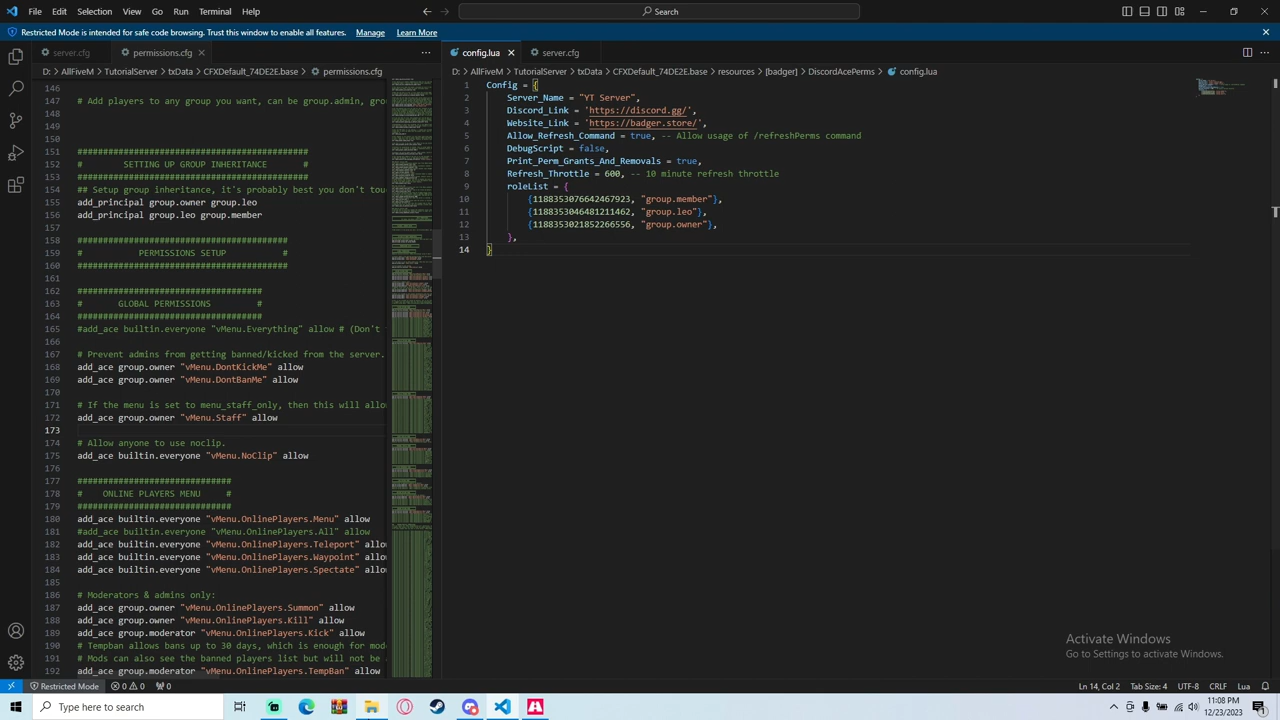 File Edit Selection View Go Run Terminal Help
Search
Restricted Mode is intended for safe code browsing. Trust this window to enable all features. Manage Learn More
server.cfg permissions.cfg
D: > AllFiveM > TutorialServer > txData > CFXDefault_74DE2E.base > permissions.cfg
146
147 # Add players to any group you want, can be group.admin, grou
148
149
150
151 #############################################
152 # SETTING UP GROUP INHERITANCE #
153 #############################################
154 ## Setup group inheritance, it's probably best you don't touc
155 add_principal group.owner group.leo
156 add_principal group.leo group.member
157
158 #########################################
159 # PERMISSIONS SETUP #
160 #########################################
161
162 ####################################
163 # GLOBAL PERMISSIONS #
164 ####################################
165 #add_ace builtin.everyone "vMenu.Everything" allow # (Don't
166
167 # Prevent admins from getting banned/kicked from the server.
168 add_ace group.owner "vMenu.DontKickMe" allow
169 add_ace group.owner "vMenu.DontBanMe" allow
170
171 # If the menu is set to menu_staff_only, then this will allo
172 add_ace group.owner "vMenu.Staff" allow
173
174 # Allow anyone to use noclip.
175 add_ace builtin.everyone "vMenu.NoClip" allow
176
177 ##############################
178 # ONLINE PLAYERS MENU #
179 ##############################
180 add_ace builtin.everyone "vMenu.OnlinePlayers.Menu" allow
181 #add_ace builtin.everyone "vMenu.OnlinePlayers.All" allow
182 add_ace builtin.everyone "vMenu.OnlinePlayers.Teleport" allo
183 add_ace builtin.everyone "vMenu.OnlinePlayers.Waypoint" allo
184 add_ace builtin.everyone "vMenu.OnlinePlayers.Spectate" allo
185
186 # Moderators & admins only:
187 add_ace group.owner "vMenu.OnlinePlayers.Summon" allow
188 add_ace group.owner "vMenu.OnlinePlayers.Kill" allow
189 add_ace group.moderator "vMenu.OnlinePlayers.Kick" allow
190 # Tempban allows bans up to 30 days, which is enough for mode
191 # Mods can also see the banned players list but will not be a
192 add_ace group.moderator "vMenu.OnlinePlayers.TempBan" allow
config.lua server.cfg
D: > AllFiveM > TutorialServer > txData > CFXDefault_74DE2E.base > resources > [badger] > DiscordAcePerms > config.lua
1 Config = {
2 Server_Name = "YT Server",
3 Discord_Link = 'https://discord.gg/',
4 Website_Link = 'https://badger.store/',
5 Allow_Refresh_Command = true, -- Allow usage of /refreshPerms command
6 DebugScript = false,
7 Print_Perm_Grants_And_Removals = true,
8 Refresh_Throttle = 600, -- 10 minute refresh throttle
9 roleList = {
10 {1188355876642467923, "group.member"},
11 {1188355846481211462, "group.leo"},
12 {1188355821852266556, "group.owner"},
13 },
14 }
Activate Windows
Go to Settings to activate Windows.
Restricted Mode 0 0 0
Ln 14, Col 2 Tab Size: 4 UTF-8 CRLF Lua
Type here to search
11:08 PM
12/23/2023